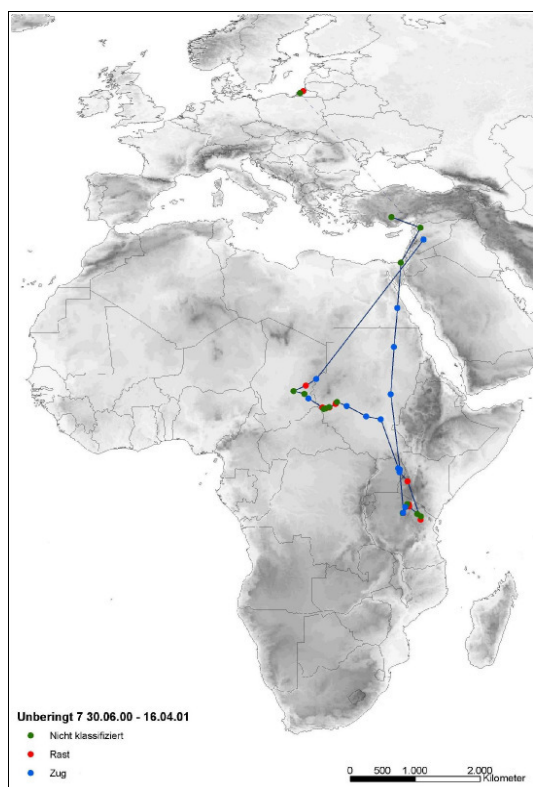 Unberingt 7 30.06.00 - 16.04.01
Nicht klassifiziert
Rast
Zug
0 500 1.000 2.000
Kilometer